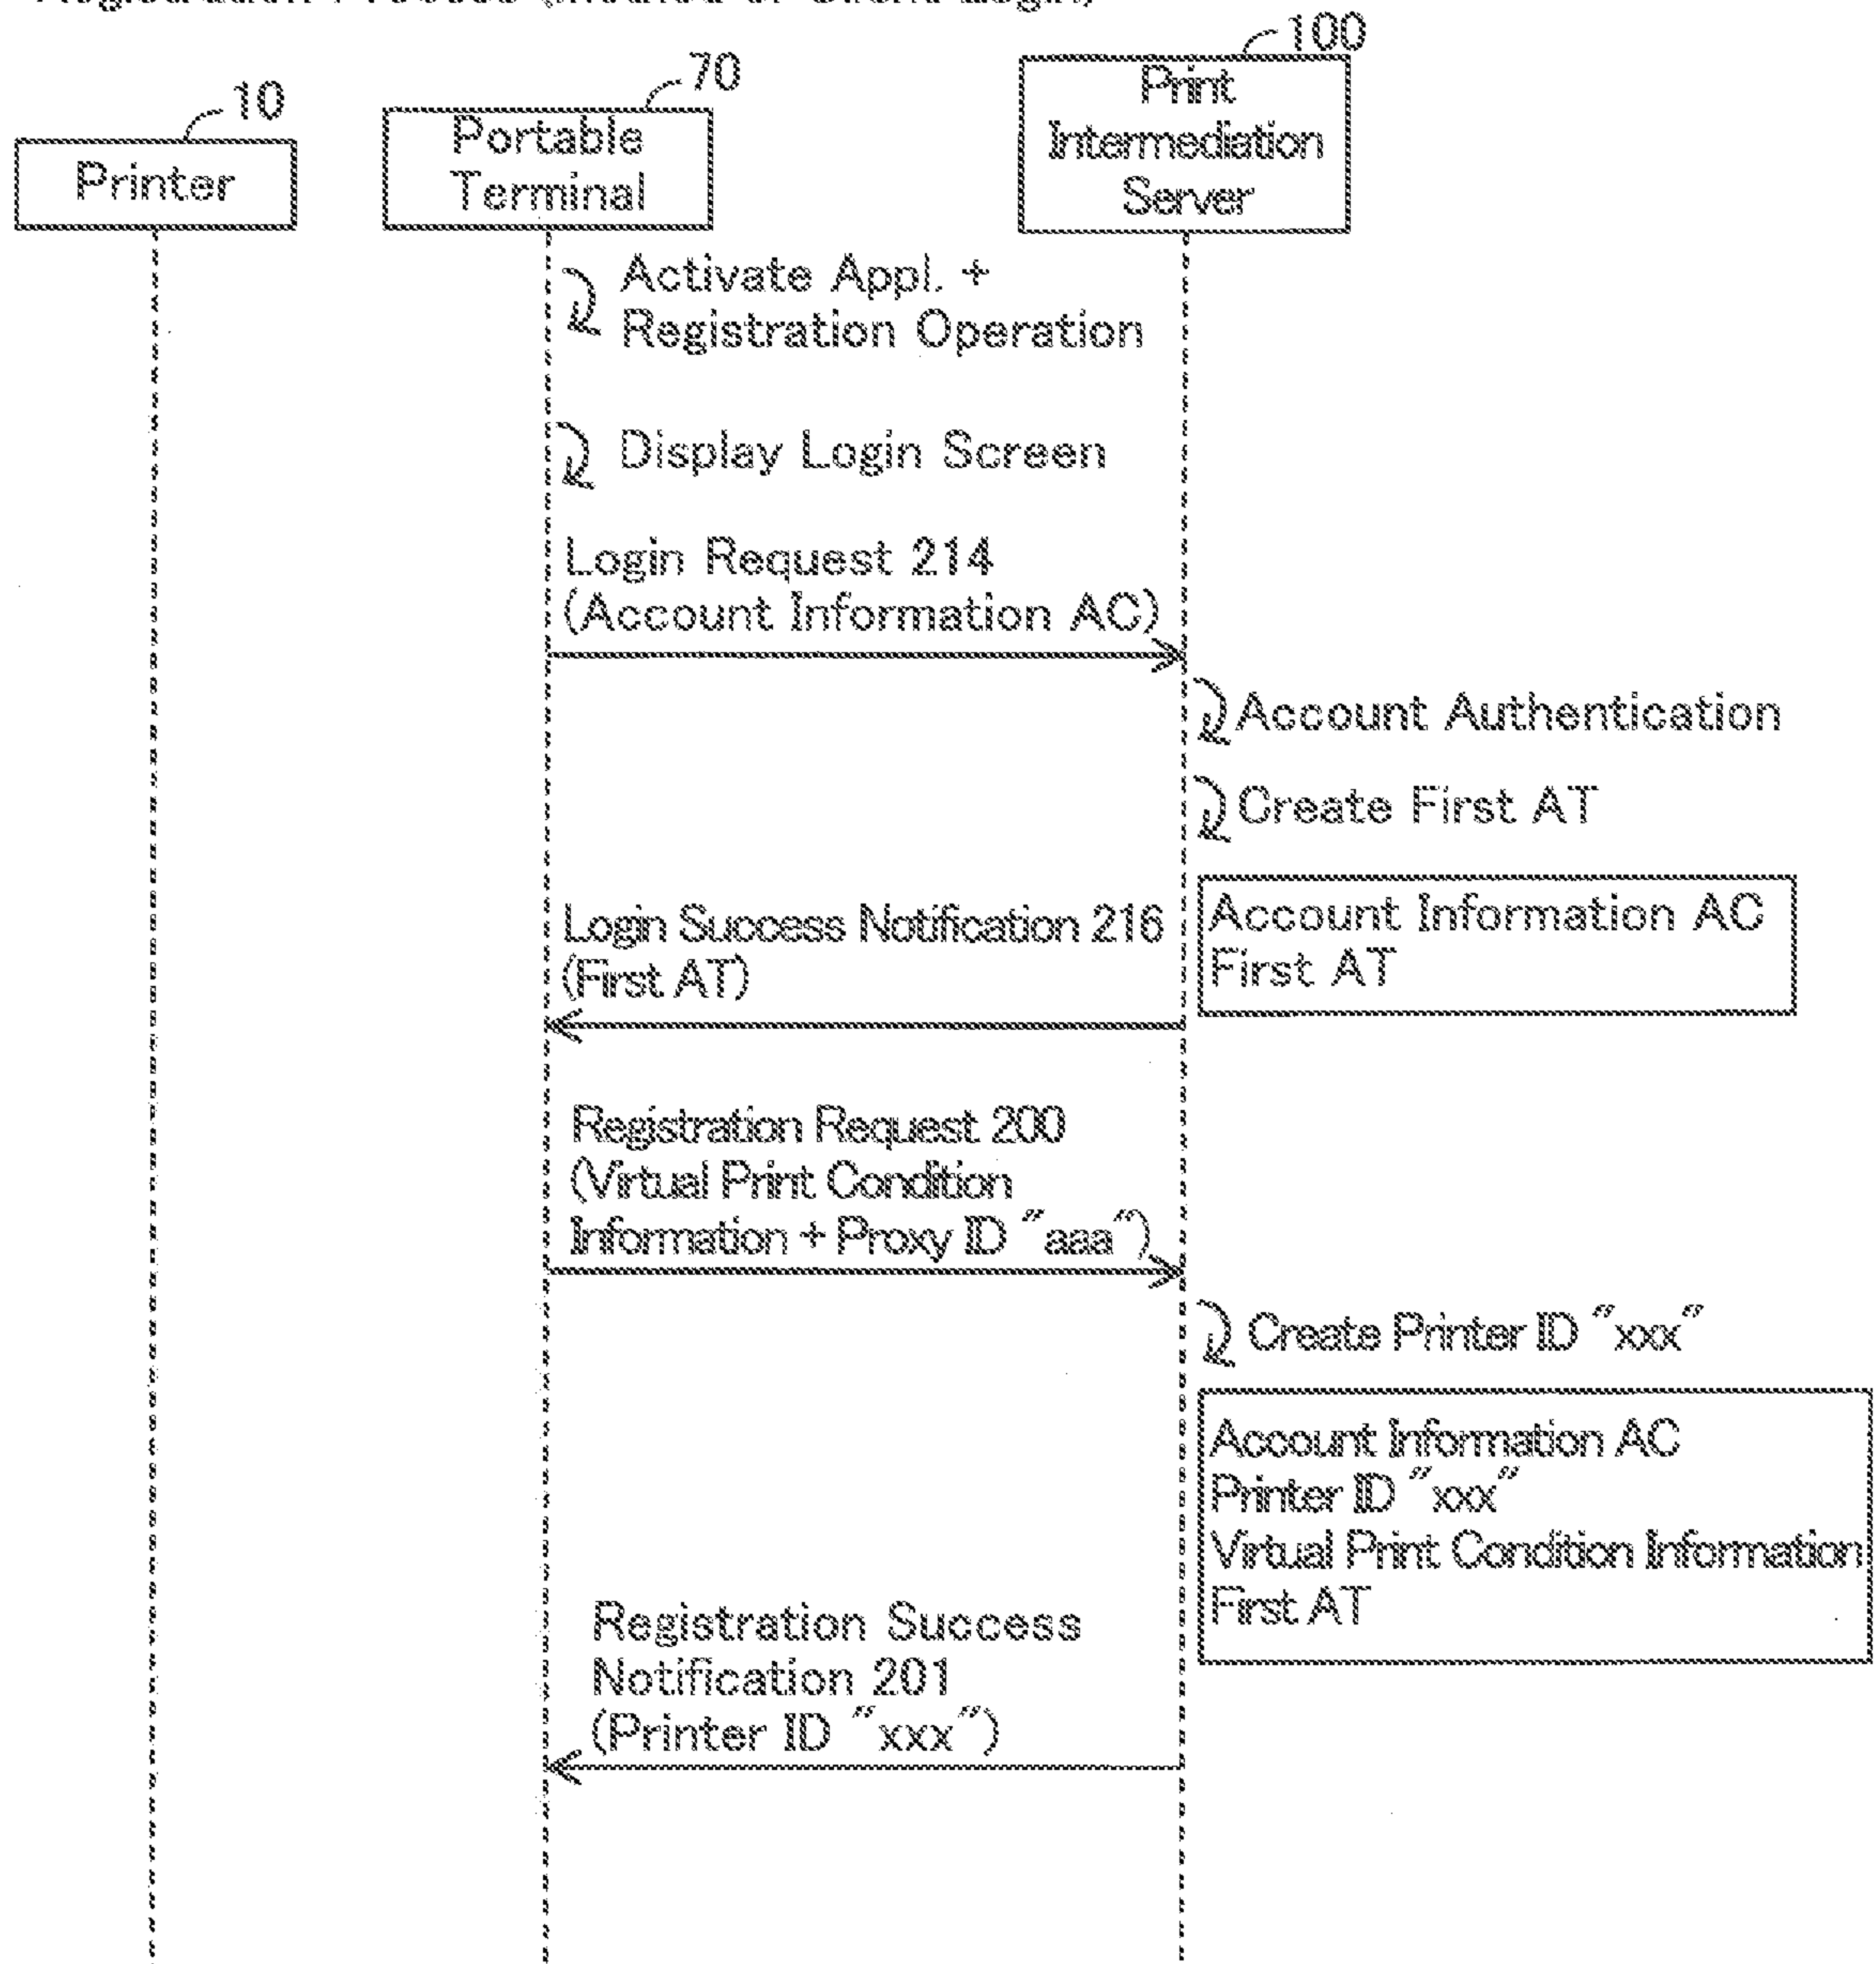 100
70
10
Print
Intermediation
Server
Portable
Terminal
Printer
Activate Appl. +
Registration Operation
Display Login Screen
Login Request 214
(Account Information AC)
Account Authentication
Create First AT
Account Information AC
First AT
Login Success Notification 216
(First AT)
Registration Request 200
(Virtual Print Condition
Information + Proxy ID "aaa")
Create Printer ID "xxx"
Account Information AC
Printer ID "xxx"
Virtual Print Condition Information
First AT
Registration Success
Notification 201
(Printer ID "xxx")